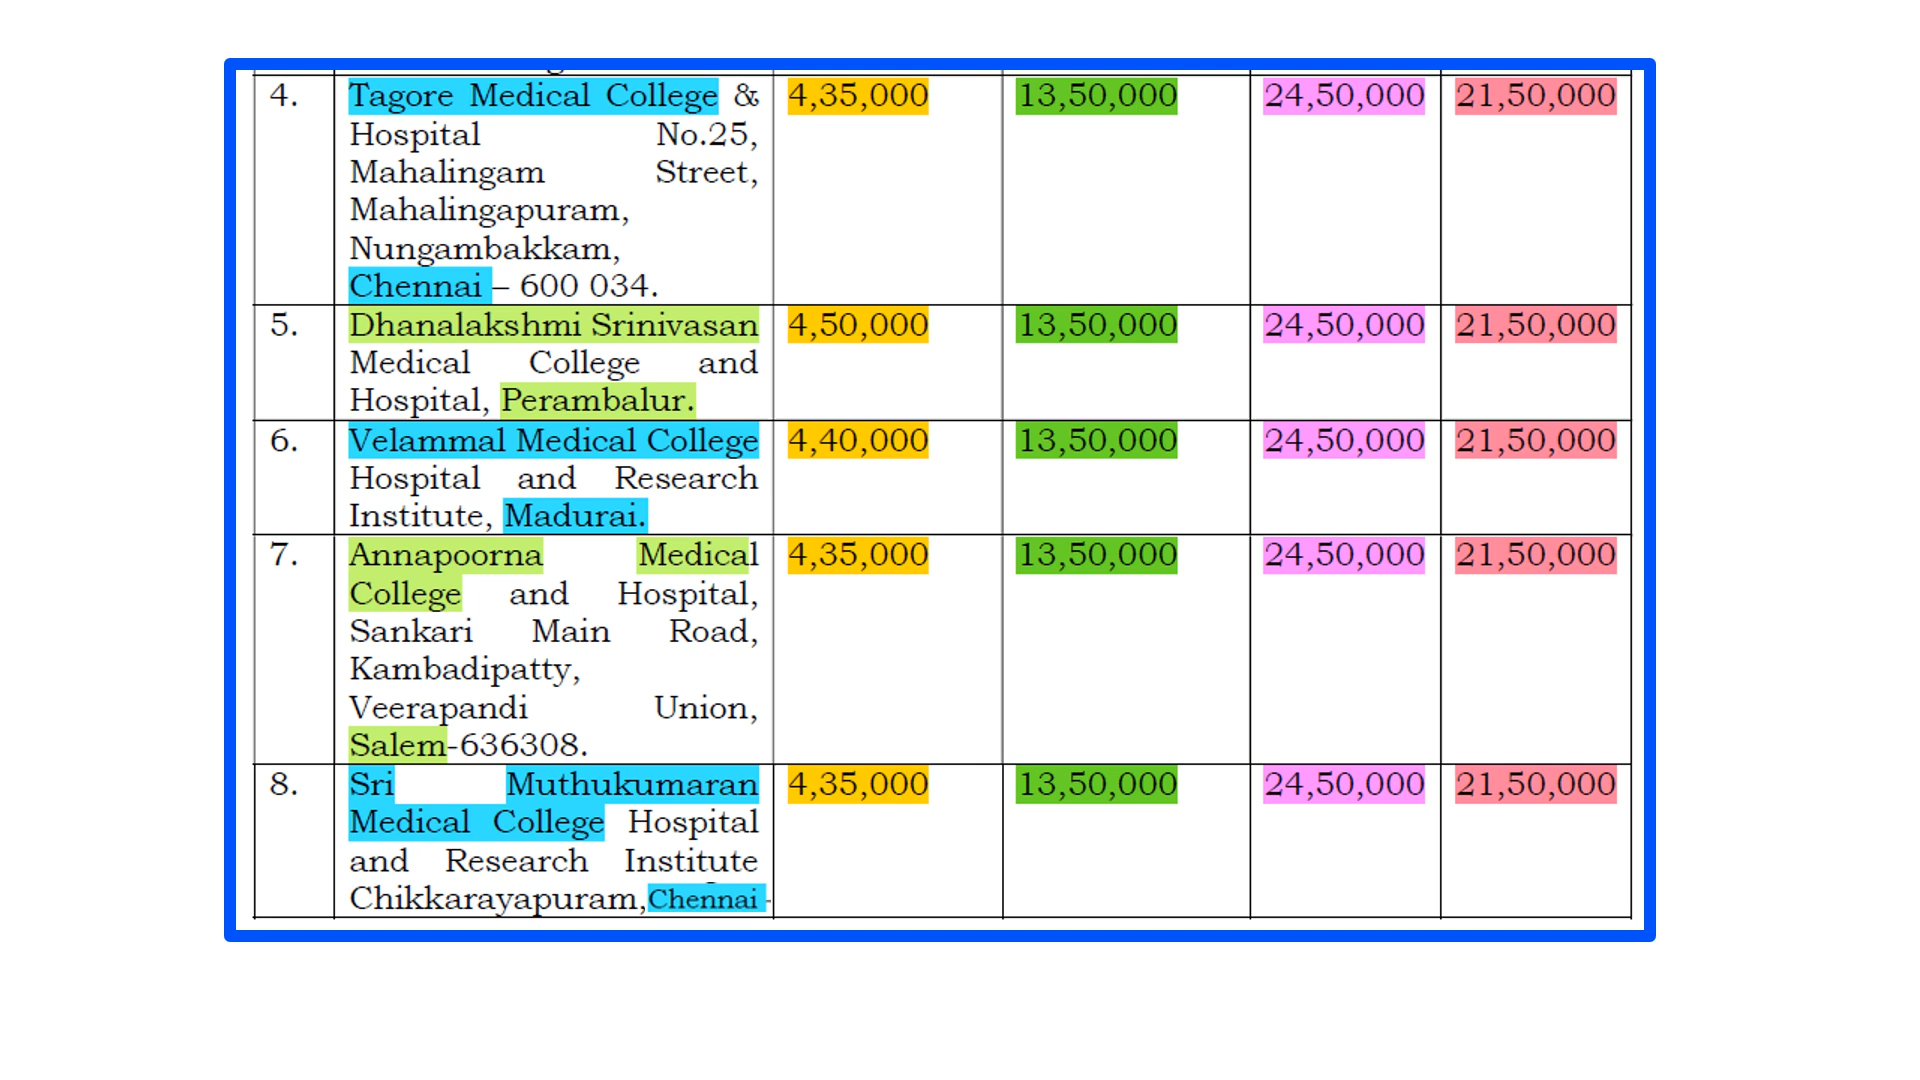 4. Tagore Medical College & 4,35,000 13,50,000 24,50,000 21,50,000
Hospital No.25,
Mahalingam Street,
Mahalingapuram,
Nungambakkam,
Chennai – 600 034.
5. Dhanalakshmi Srinivasan 4,50,000 13,50,000 24,50,000 21,50,000
Medical College and
Hospital, Perambalur.
6. Velammal Medical College 4,40,000 13,50,000 24,50,000 21,50,000
Hospital and Research
Institute, Madurai.
7. Annapoorna Medical 4,35,000 13,50,000 24,50,000 21,50,000
College and Hospital,
Sankari Main Road,
Kambadipatty,
Veerapandi Union,
Salem-636308.
8. Sri Muthukumaran 4,35,000 13,50,000 24,50,000 21,50,000
Medical College Hospital
and Research Institute
Chikkarayapuram,Chennai -